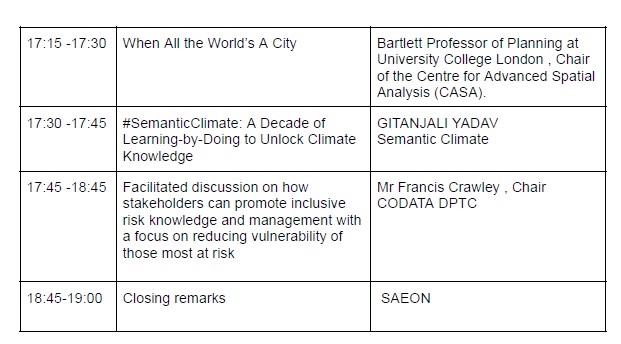 17:15 -17:30 When All the World's A City Bartlett Professor of Planning at
University College London , Chair
of the Centre for Advanced Spatial
Analysis (CASA).
17:30 -17:45 #SemanticClimate: A Decade of GITANJALI YADAV
Learning-by-Doing to Unlock Climate Semantic Climate
Knowledge
17:45 -18:45 Facilitated discussion on how Mr Francis Crawley , Chair
stakeholders can promote inclusive CODATA DPTC
risk knowledge and management with
a focus on reducing vulnerability of
those most at risk
18:45-19:00 Closing remarks SAEON